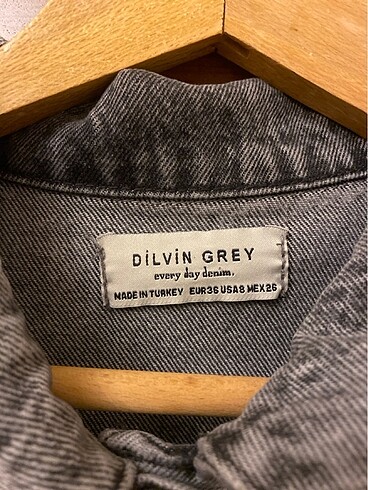 DİLVİN GREY
every day denim.
MADE IN TURKEY EUR36 USA8 MEX26